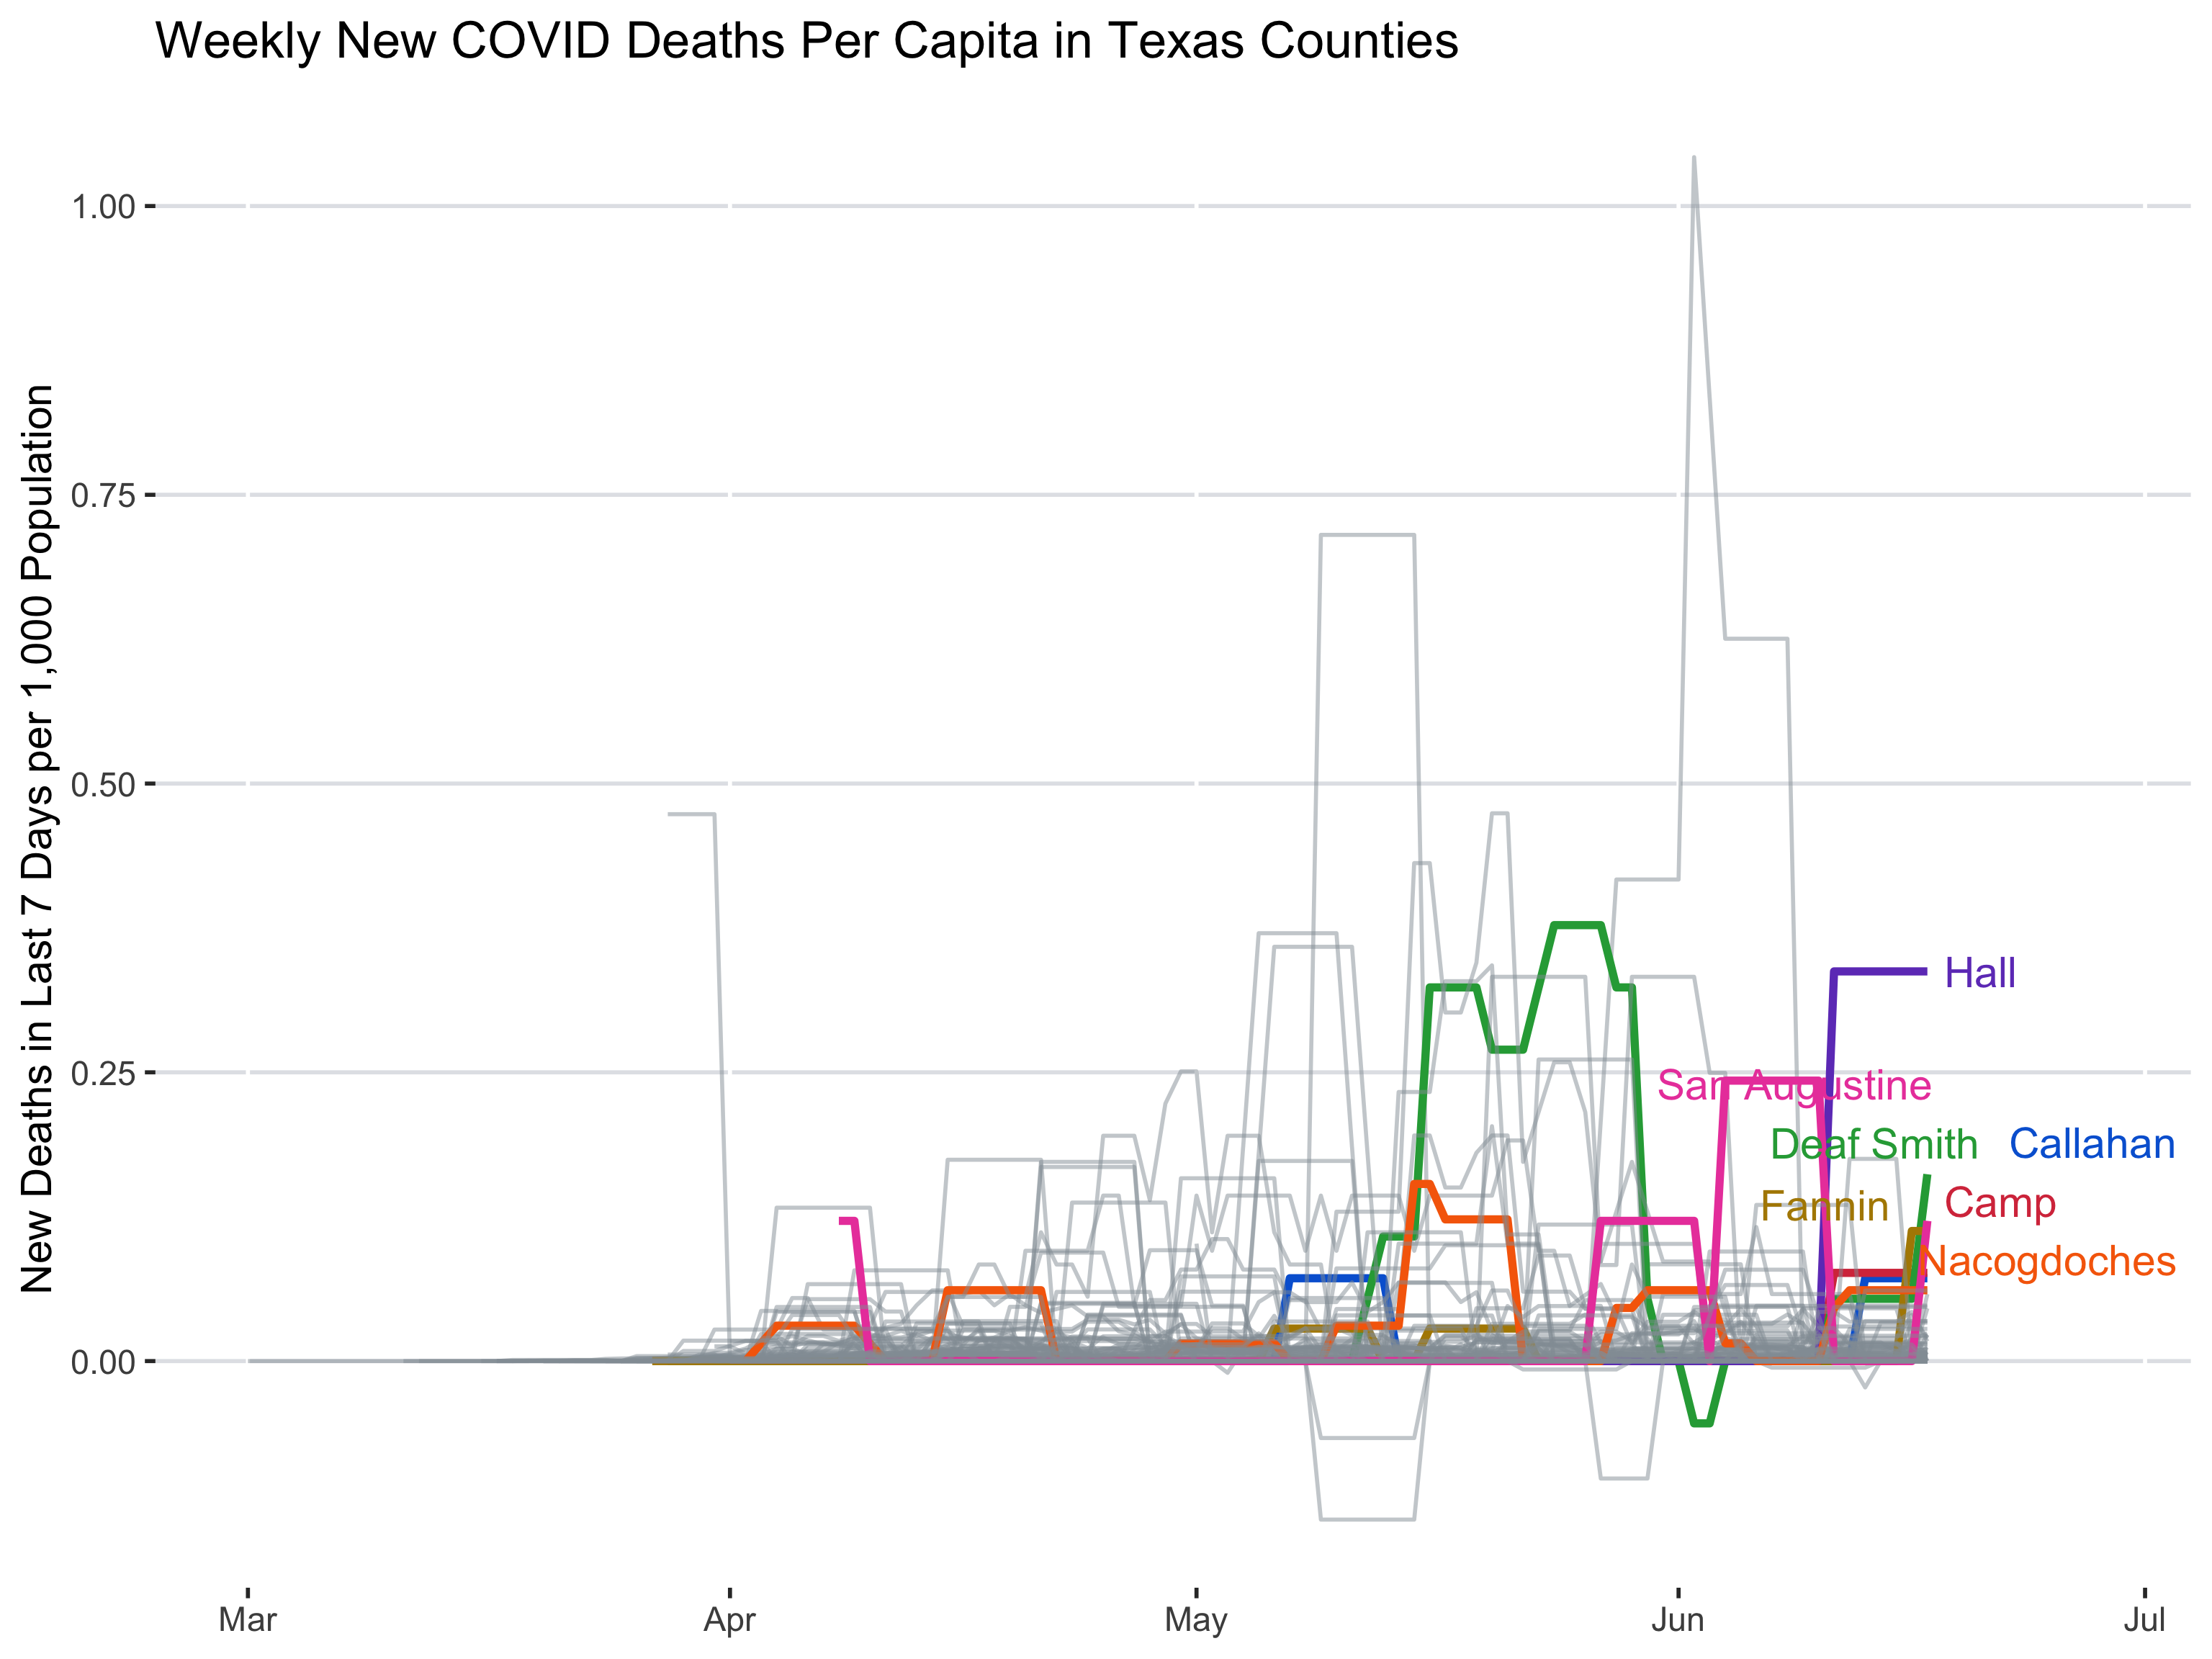 Weekly New COVID Deaths Per Capita in Texas Counties
New Deaths in Last 7 Days per 1,000 Population
1.00
0.75
0.50
0.25
0.00
Hall
San Augustine
Deaf Smith
Callahan
Fannin
Camp
Nacogdoches
Mar
Apr
May
Jun
Jul